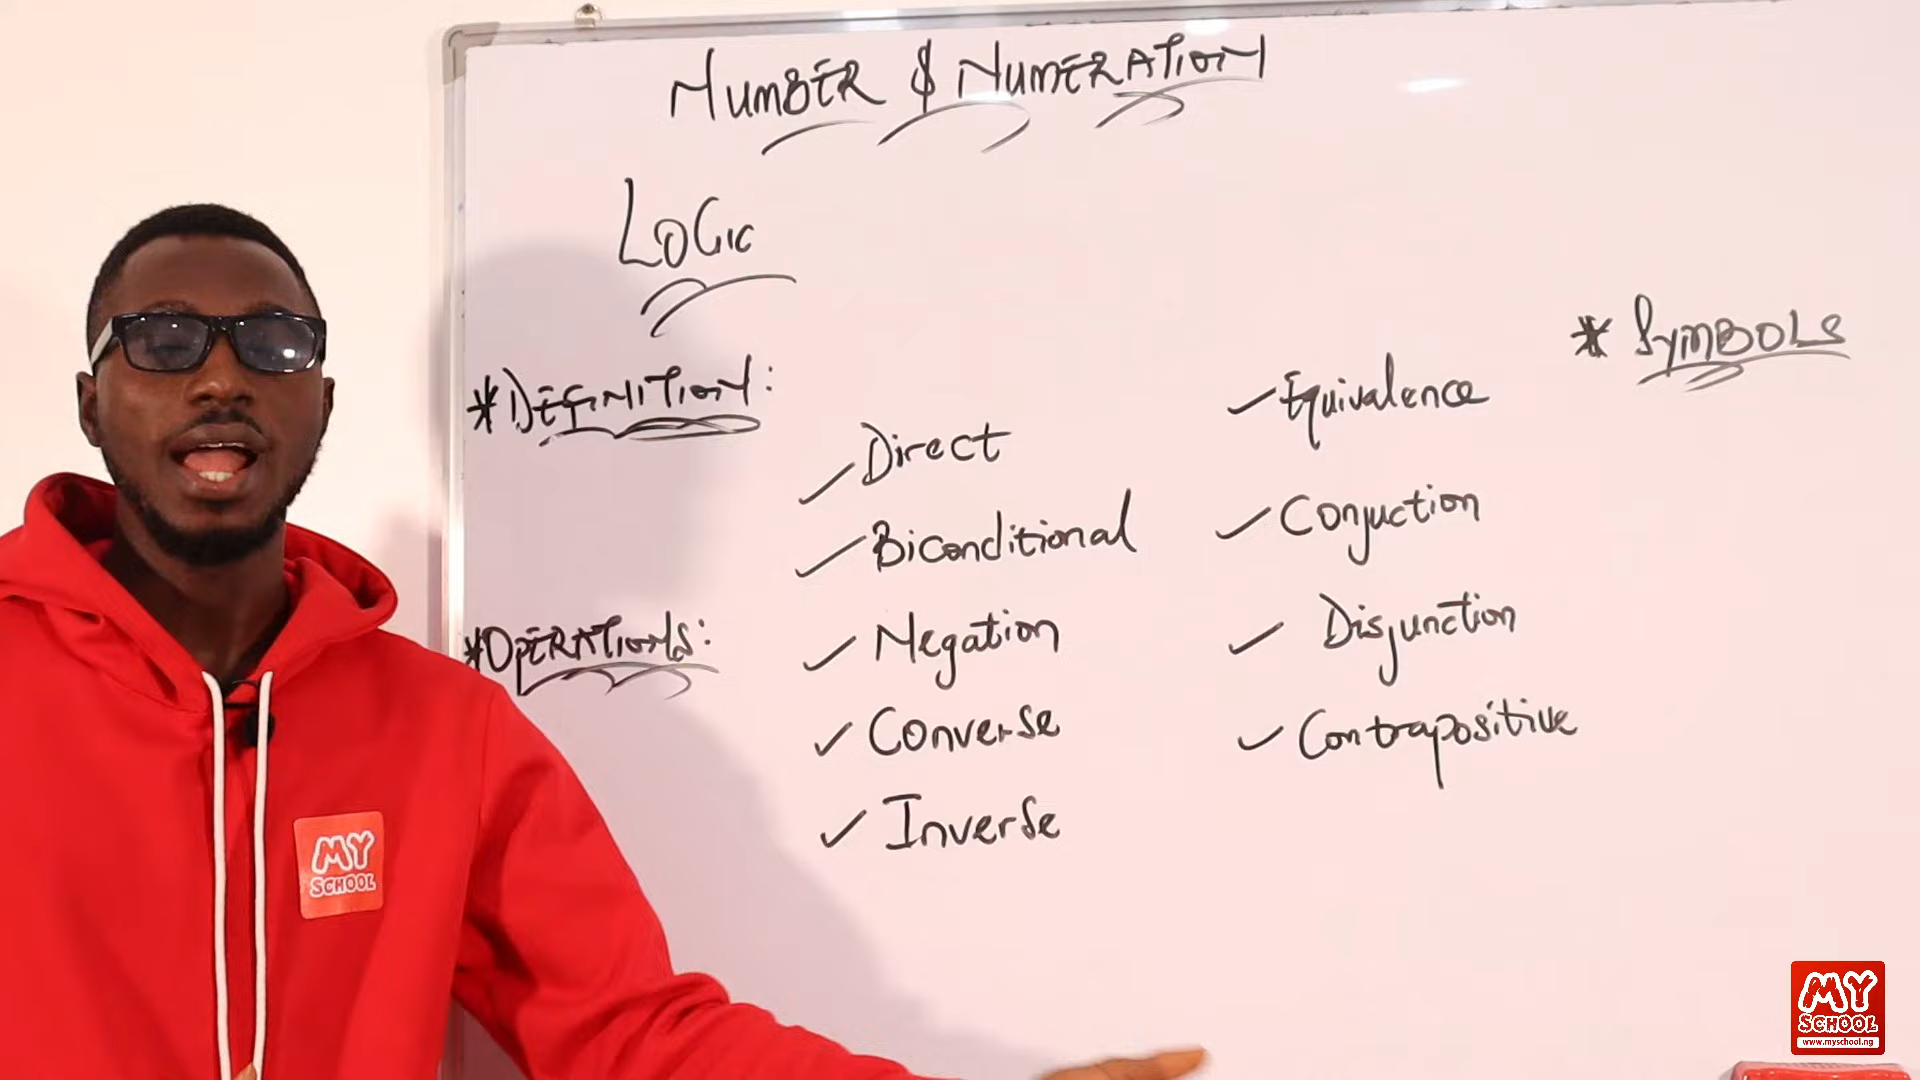 NUMBER & NUMERATION
LOGIC
* SYMBOLS
* DEFINITION:
✓ Direct
✓ Biconditional
* OPERATIONS:
✓ Negation
✓ Converse
✓ Inverse
✓ Equivalence
✓ Conjuction
✓ Disjunction
✓ Contrapositive
MY
SCHOOL
MY
SCHOOL
www.myschool.ng